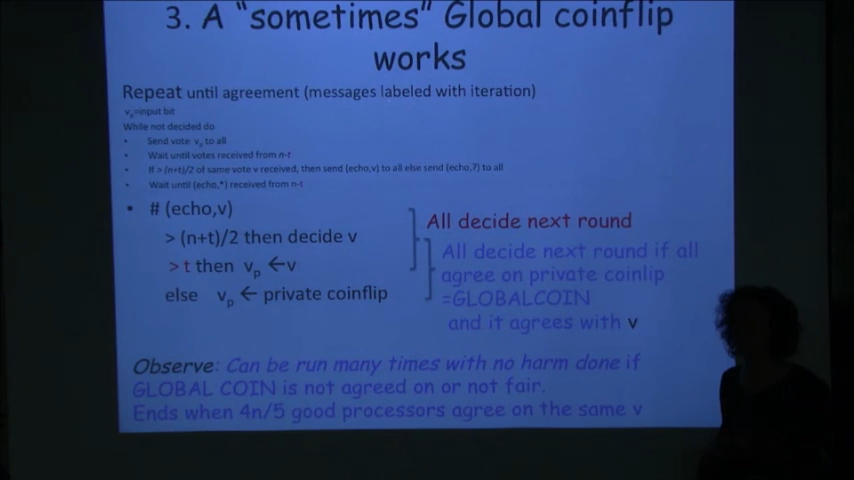 3. A "sometimes" Global coinflip
works
Repeat until agreement (messages labeled with iteration)
vp=input bit
While not decided do
• Send vote vp to all
• Wait until votes received from n-t
• If > (n+t)/2 of same vote v received, then send (echo,v) to all else send (echo,?) to all
• Wait until (echo,*) received from n-t
• # (echo,v)
> (n+t)/2 then decide v
> t then vp ← v
else vp ← private coinflip
All decide next round
All decide next round if all
agree on private coinlip
=GLOBALCOIN
and it agrees with v
Observe: Can be run many times with no harm done if
GLOBAL COIN is not agreed on or not fair.
Ends when 4n/5 good processors agree on the same v